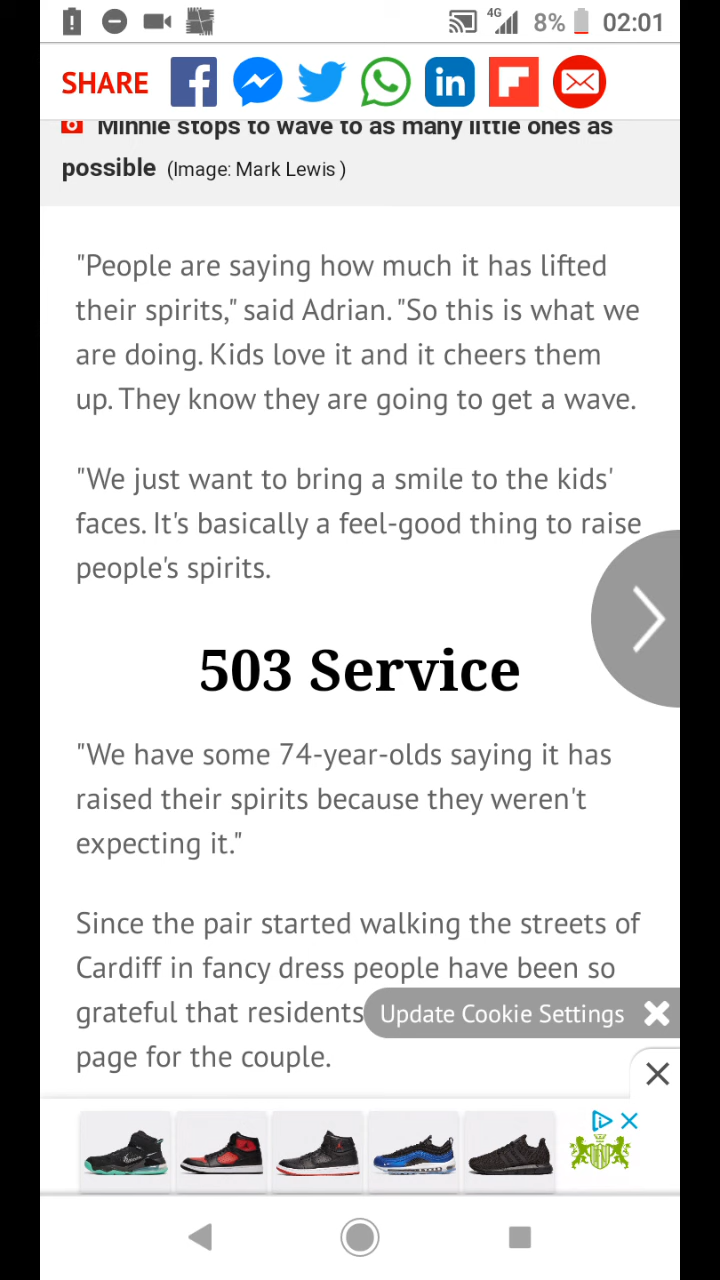 4G 8% 02:01
SHARE
Minnie stops to wave to as many little ones as
possible (Image: Mark Lewis )
"People are saying how much it has lifted
their spirits," said Adrian. "So this is what we
are doing. Kids love it and it cheers them
up. They know they are going to get a wave.
"We just want to bring a smile to the kids'
faces. It's basically a feel-good thing to raise
people's spirits.
503 Service
"We have some 74-year-olds saying it has
raised their spirits because they weren't
expecting it."
Since the pair started walking the streets of
Cardiff in fancy dress people have been so
grateful that residents
Update Cookie Settings
page for the couple.